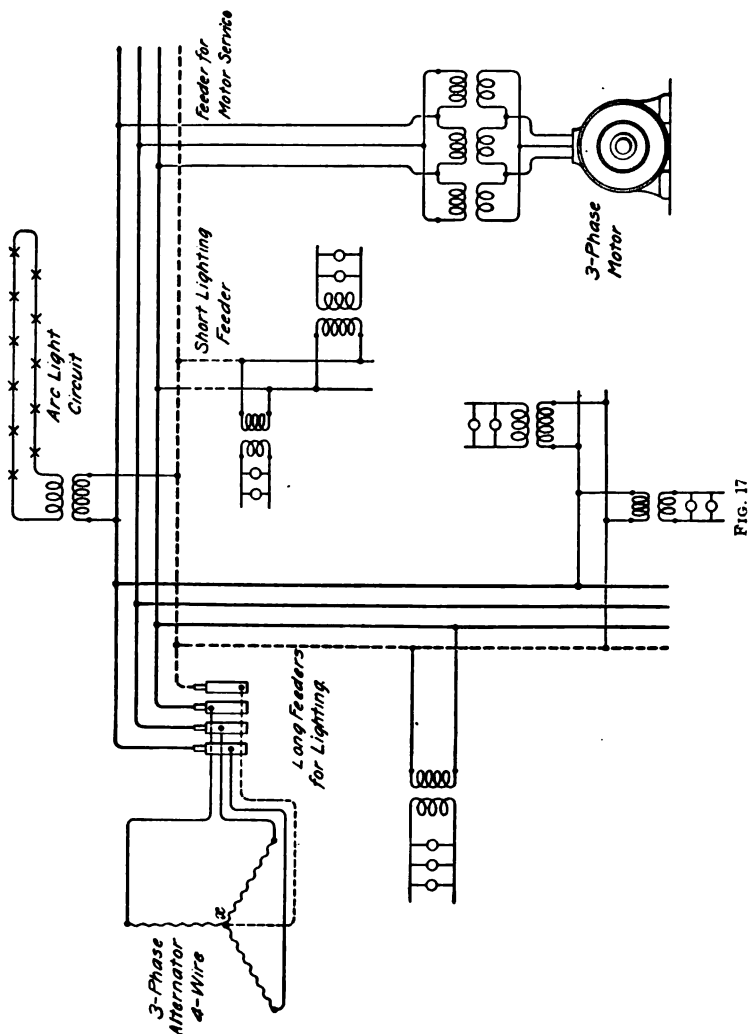 3-Phase
Alternator
4-Wire
x
Arc Light
Circuit
Feeder for
Motor Service
Short Lighting
Feeder
Long Feeders
for Lighting
3-Phase
Motor
FIG. 17